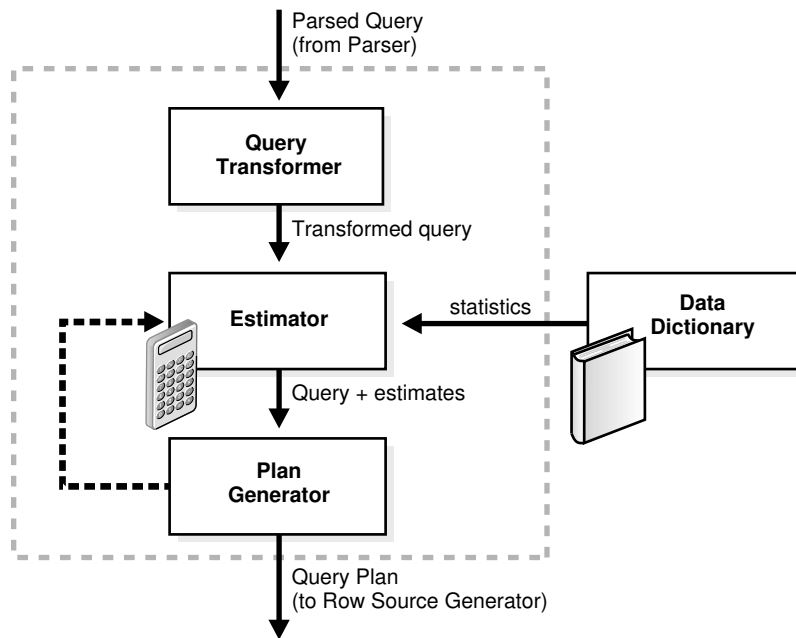 Parsed Query
(from Parser)
Query
Transformer
Transformed query
Estimator
statistics
Data
Dictionary
Query + estimates
Plan
Generator
Query Plan
(to Row Source Generator)